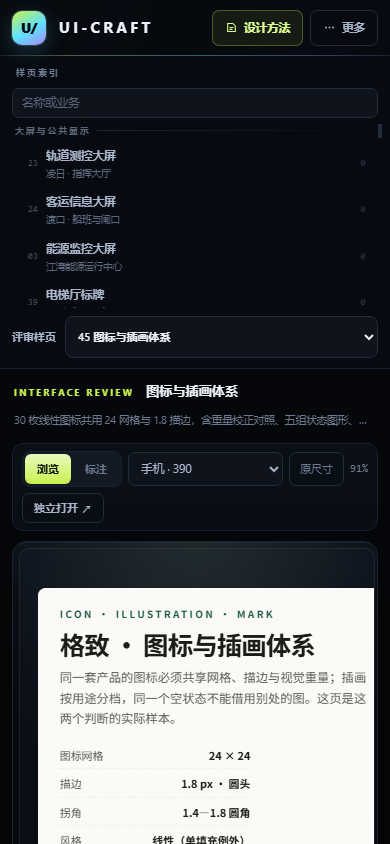 U/ UI-CRAFT 设计方法 ··· 更多
样页索引
名称或业务
大屏与公共显示
23 轨道测控大屏 0
凌日 · 指挥大厅
24 客运信息大屏 0
渡口 · 船班与闸口
03 能源监控大屏 0
江湾能源运行中心
39 电梯厅标牌 0
评审样页 45 图标与插画体系
INTERFACE REVIEW 图标与插画体系
30 枚线性图标共用 24 网格与 1.8 描边，含重量校正对照、五组状态图形、...
浏览 标注 手机 · 390 原尺寸 91%
独立打开 ↗
ICON • ILLUSTRATION • MARK
格致 • 图标与插画体系
同一套产品的图标必须共享网格、描边与视觉重量；插画
按用途分档，同一个空状态不能借用别处的图。这页是这
两个判断的实际样本。
图标网格 24 × 24
描边 1.8 px • 圆头
拐角 1.4—1.8 圆角
风格 线性（单填充例外）